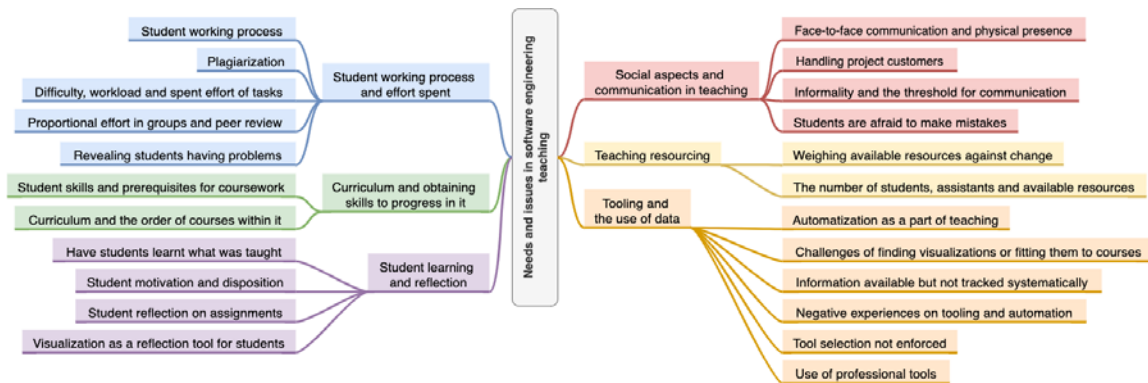 Student working process
Plagiarization
Difficulty, workload and spent effort of tasks
Proportional effort in groups and peer review
Revealing students having problems
Student working process
and effort spent
Student skills and prerequisites for coursework
Curriculum and the order of courses within it
Curriculum and obtaining
skills to progress in it
Have students learnt what was taught
Student motivation and disposition
Student reflection on assignments
Visualization as a reflection tool for students
Student learning
and reflection
Needs and issues in software engineering
teaching
Social aspects and
communication in teaching
Face-to-face communication and physical presence
Handling project customers
Informality and the threshold for communication
Students are afraid to make mistakes
Teaching resourcing
Weighing available resources against change
The number of students, assistants and available resources
Tooling and
the use of data
Automatization as a part of teaching
Challenges of finding visualizations or fitting them to courses
Information available but not tracked systematically
Negative experiences on tooling and automation
Tool selection not enforced
Use of professional tools